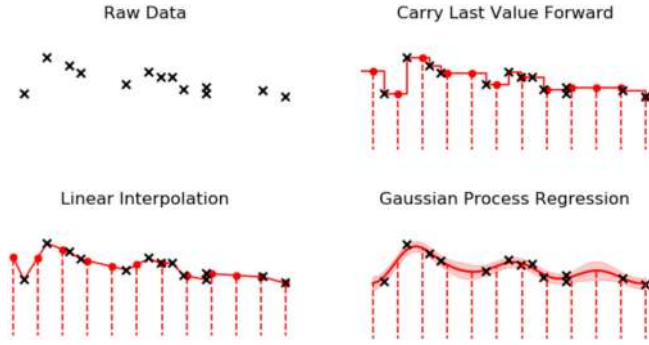 Raw Data
Carry Last Value Forward
Linear Interpolation
Gaussian Process Regression